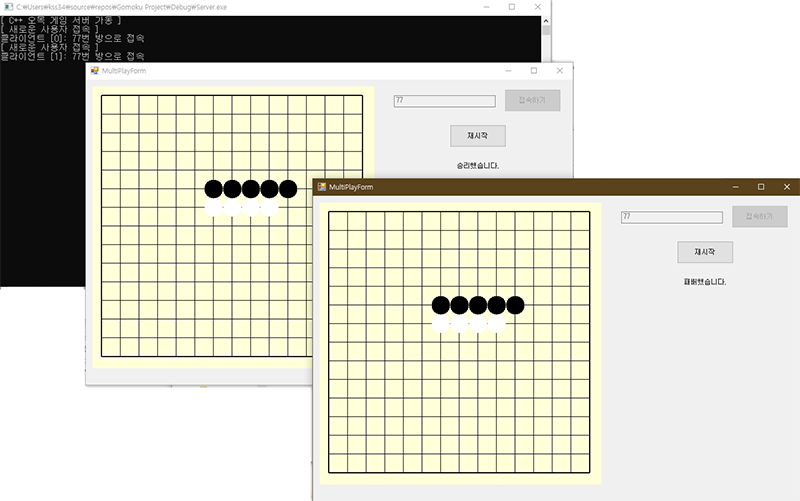 C:\Users\kss34\source\repos\Gomoku Project\Debug\Server.exe
[ C++ 오목 게임 서버 가동 ]
[ 새로운 사용자 접속 ]
클라이언트 [0]: 77번 방으로 접속
[ 새로운 사용자 접속 ]
클라이언트 [1]: 77번 방으로 접속
MultiPlayForm
77
접속하기
재시작
승리했습니다.
MultiPlayForm
77
접속하기
재시작
패배했습니다.